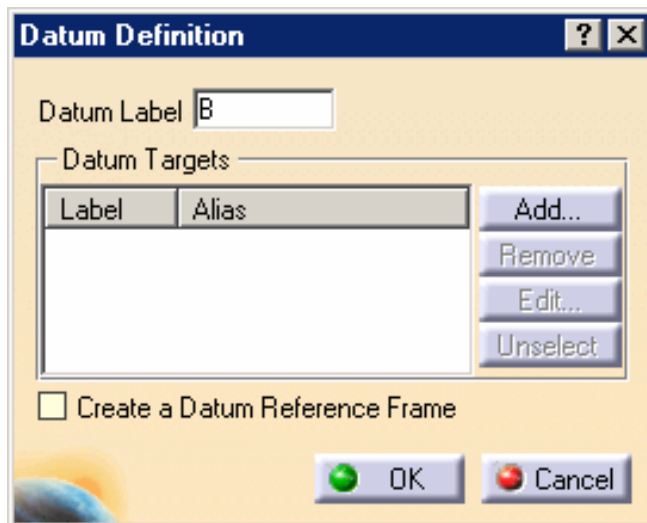 Datum Definition ? X
Datum Label B
Datum Targets
Label Alias Add...
Remove
Edit...
Unselect
Create a Datum Reference Frame
OK Cancel